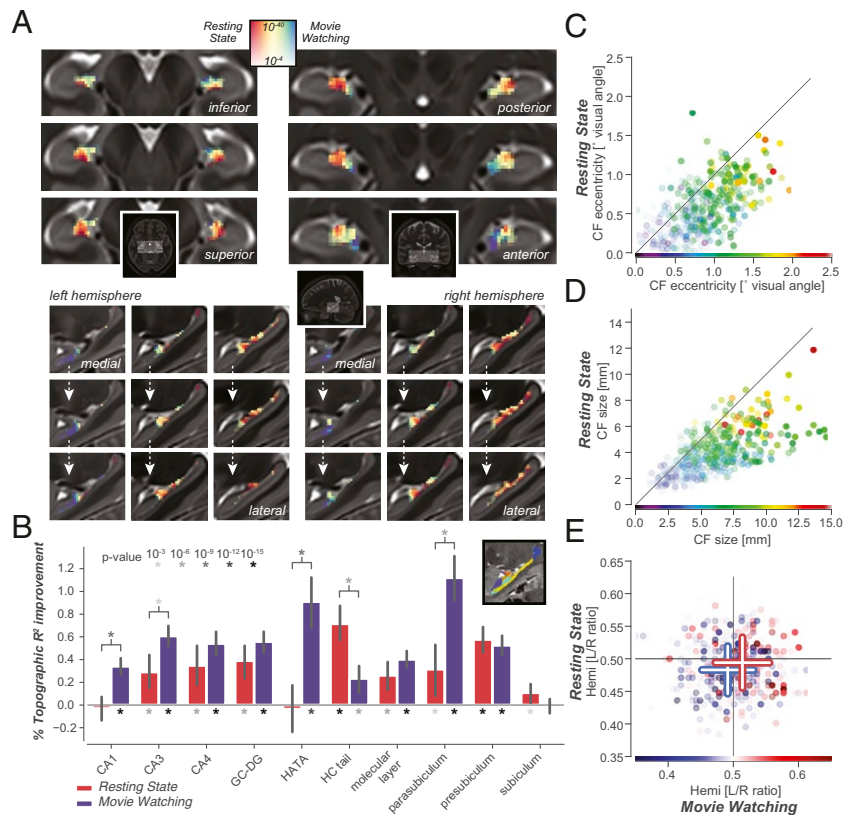 A
Resting
State
10-40
10-4
Movie
Watching
inferior
superior
posterior
anterior
left hemisphere
right hemisphere
medial
lateral
medial
lateral
B
p-value 10-3 10-6 10-9 10-12 10-15
* * * * *
% Topographic R² improvement
1.2
1.0
0.8
0.6
0.4
0.2
0.0
−0.2
CA1
CA3
CA4
GC-DG
HATA
HC tail
molecular
layer
parasubiculum
presubiculum
subiculum
Resting State
Movie Watching
C
Resting State
CF eccentricity [° visual angle]
2.5
2.0
1.5
1.0
0.5
0.0
0.0 0.5 1.0 1.5 2.0 2.5
CF eccentricity [° visual angle]
D
Resting State
CF size [mm]
14
12
10
8
6
4
2
0
0.0 2.5 5.0 7.5 10.0 12.5 15.0
CF size [mm]
E
Resting State
Hemi [L/R ratio]
0.65
0.60
0.55
0.50
0.45
0.40
0.35
0.4 0.5 0.6
Hemi [L/R ratio]
Movie Watching